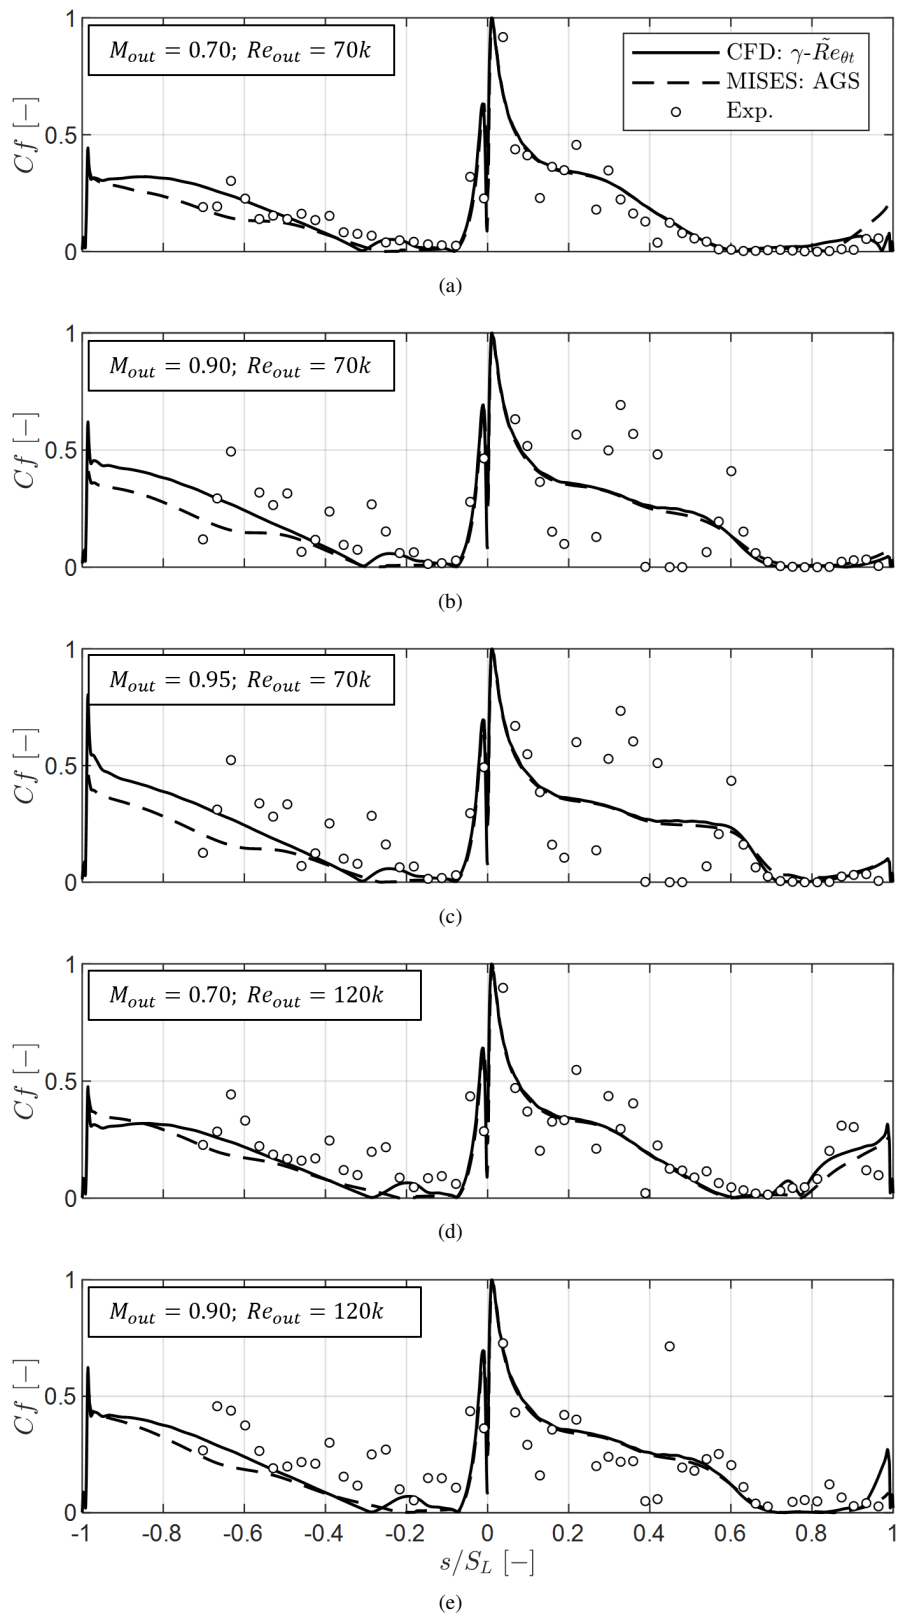 M_out = 0.70; Re_out = 70k
CFD: γ-R̃e_θt
MISES: AGS
Exp.
1
0.5
0
Cf [−]
(a)
M_out = 0.90; Re_out = 70k
1
0.5
0
Cf [−]
(b)
M_out = 0.95; Re_out = 70k
1
0.5
0
Cf [−]
(c)
M_out = 0.70; Re_out = 120k
1
0.5
0
Cf [−]
(d)
M_out = 0.90; Re_out = 120k
1
0.5
0
Cf [−]
-1 -0.8 -0.6 -0.4 -0.2 0 0.2 0.4 0.6 0.8 1
s/S_L [−]
(e)